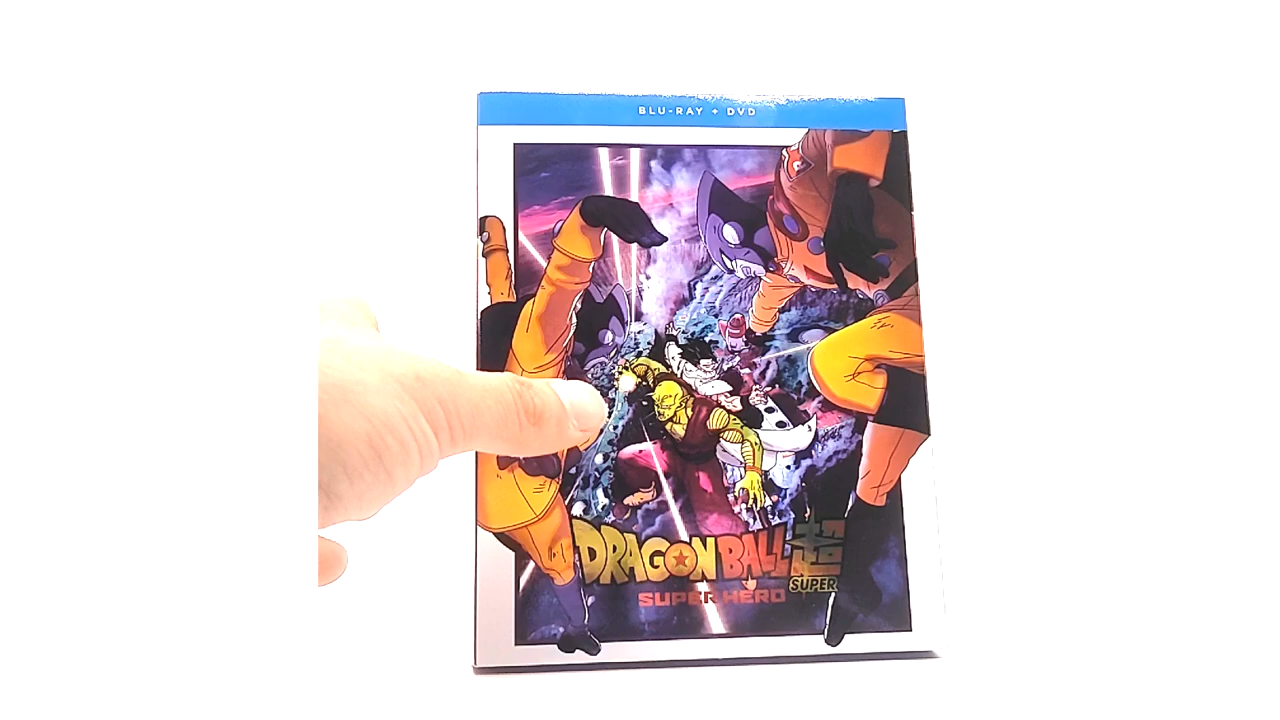 BLU-RAY + DVD
DRAGON BALL 超
SUPER
SUPER HERO